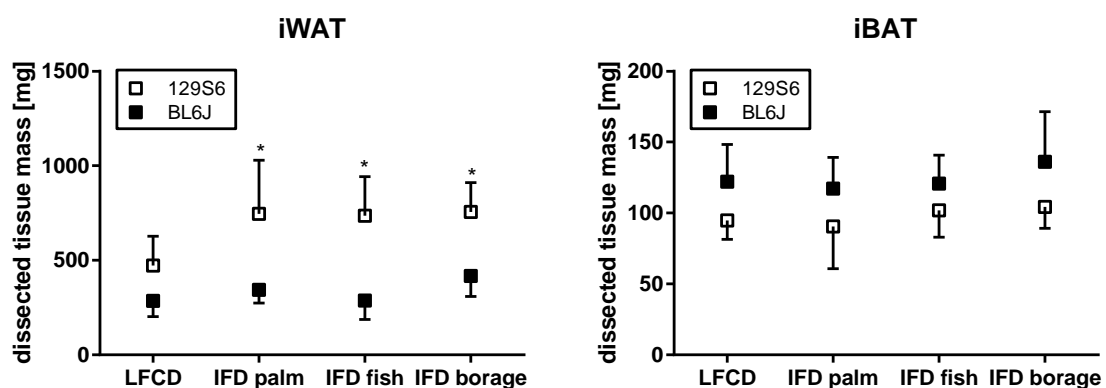 iWAT
dissected tissue mass [mg]
1500
1000
500
0
129S6
BL6J
*
*
*
LFCD
IFD palm
IFD fish
IFD borage
iBAT
dissected tissue mass [mg]
200
150
100
50
0
129S6
BL6J
LFCD
IFD palm
IFD fish
IFD borage